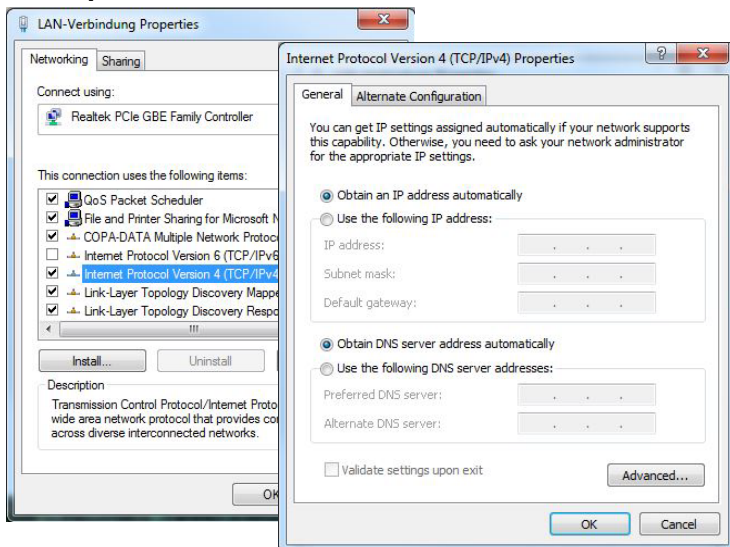 LAN-Verbindung Properties
Networking
Sharing
Connect using:
Realtek PCIe GBE Family Controller
This connection uses the following items:
QoS Packet Scheduler
File and Printer Sharing for Microsoft N
COPA-DATA Multiple Network Protoc
Internet Protocol Version 6 (TCP/IPv6
Internet Protocol Version 4 (TCP/IPv4
Link-Layer Topology Discovery Mappe
Link-Layer Topology Discovery Respo
Install...
Uninstall
Description
Transmission Control Protocol/Internet Proto
wide area network protocol that provides co
across diverse interconnected networks.
OK
Internet Protocol Version 4 (TCP/IPv4) Properties
General
Alternate Configuration
You can get IP settings assigned automatically if your network supports
this capability. Otherwise, you need to ask your network administrator
for the appropriate IP settings.
Obtain an IP address automatically
Use the following IP address:
IP address:
Subnet mask:
Default gateway:
Obtain DNS server address automatically
Use the following DNS server addresses:
Preferred DNS server:
Alternate DNS server:
Validate settings upon exit
Advanced...
OK
Cancel